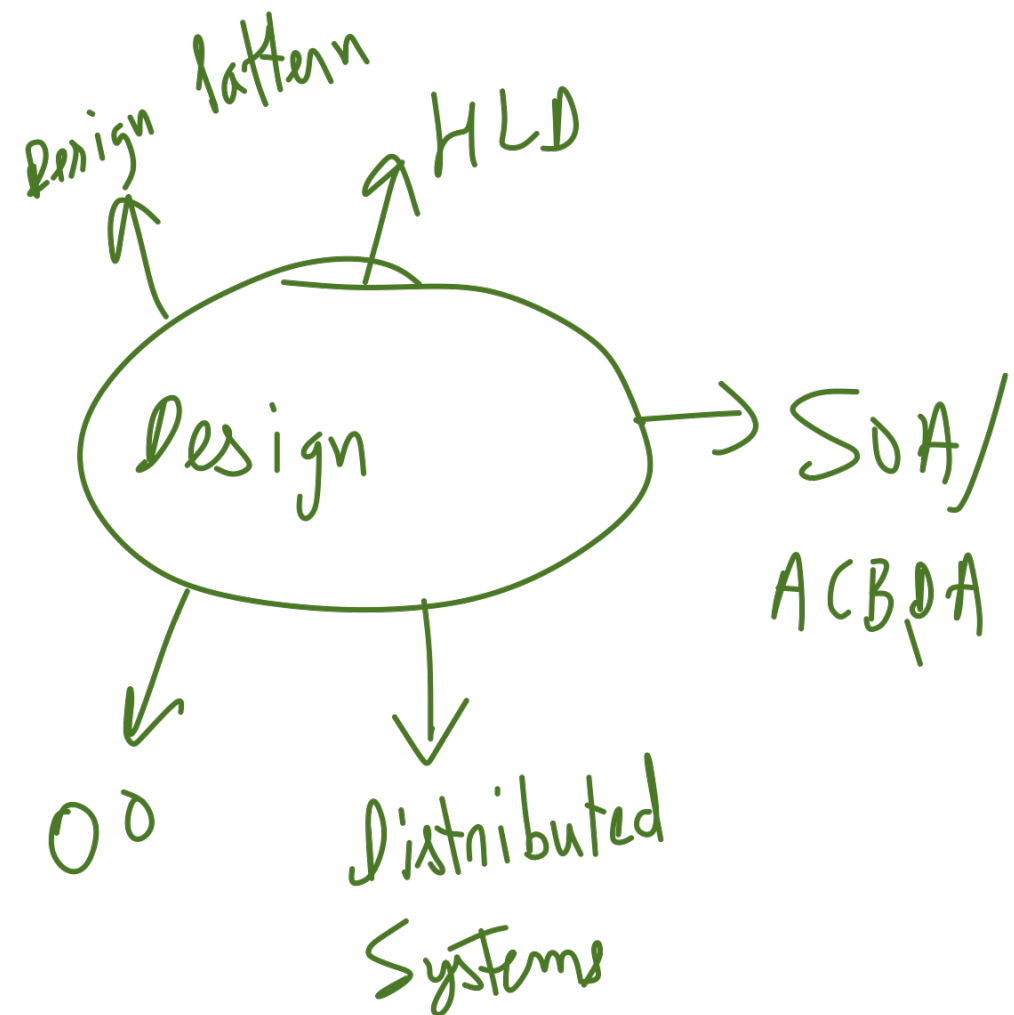 Design Pattern
HLD
Design
SOA/
ACBDA
OO
Distributed
Systems